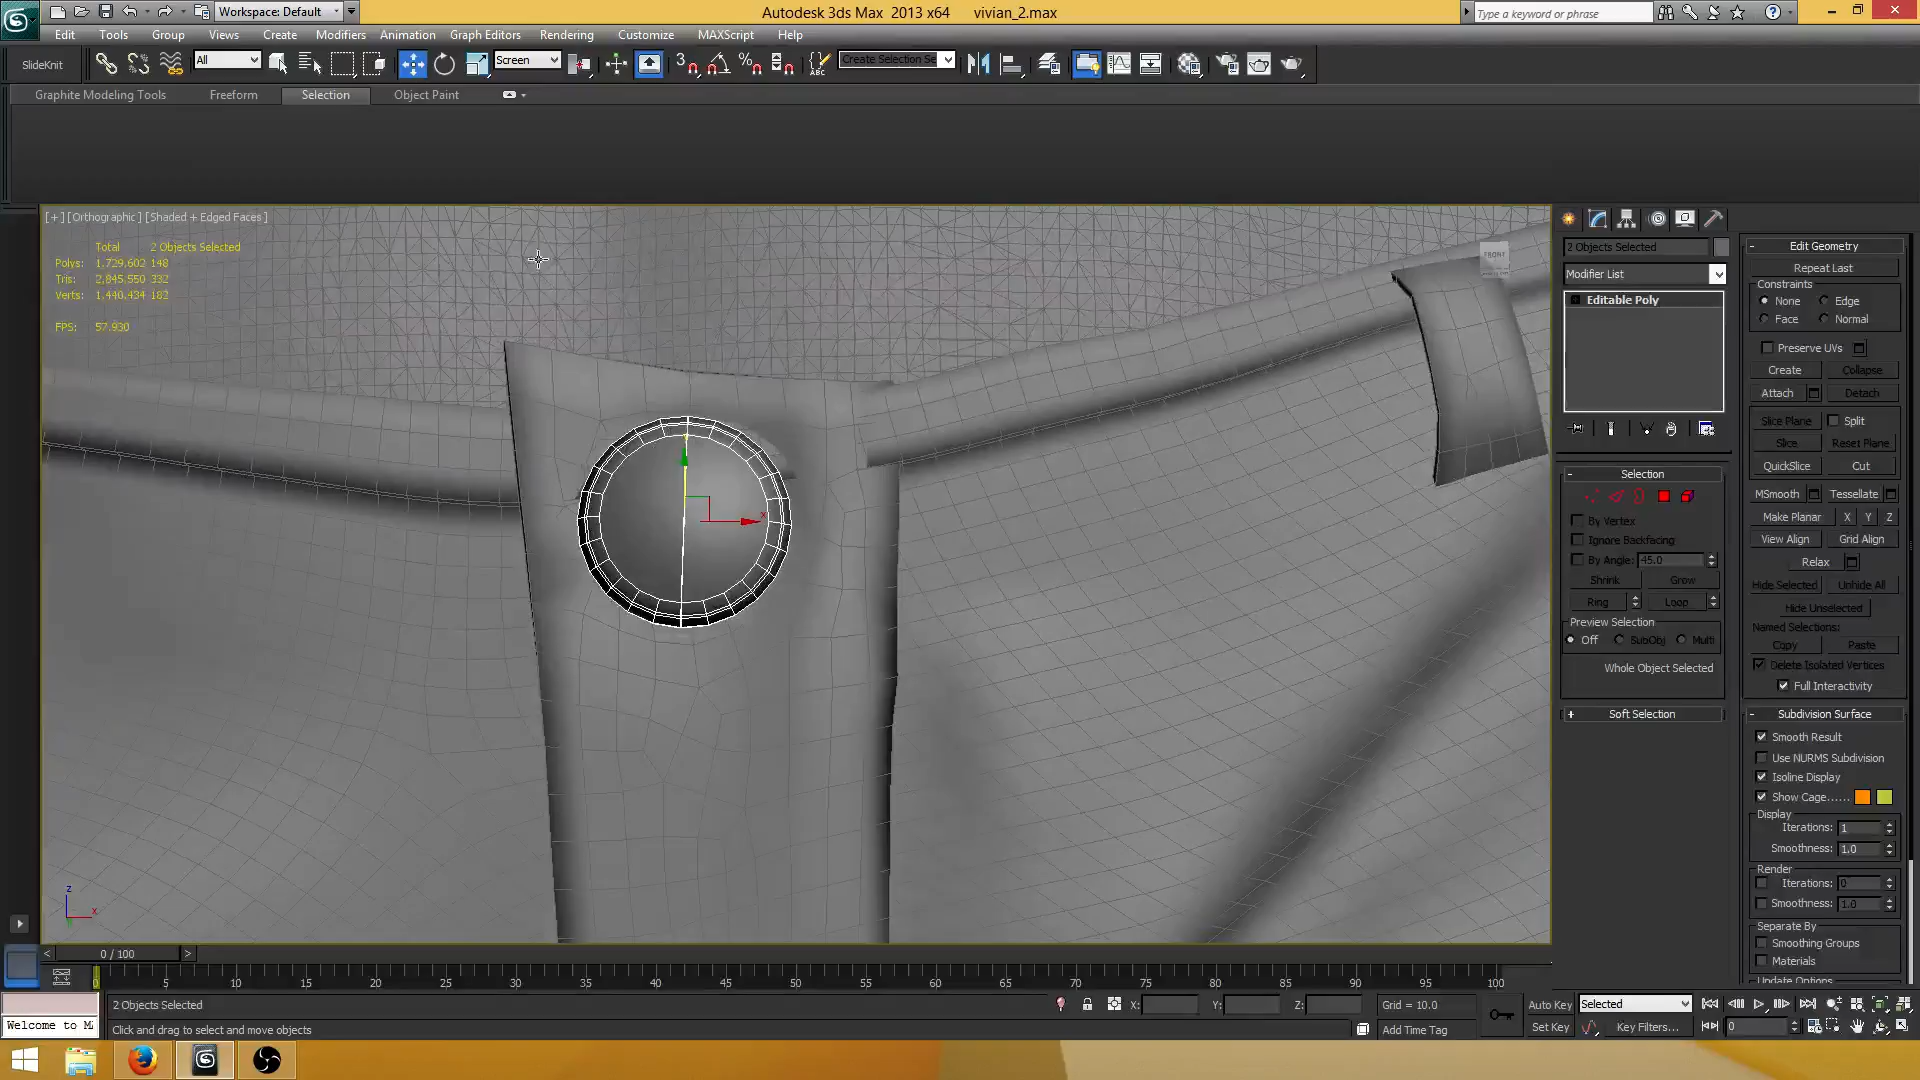 Workspace: Default
Autodesk 3ds Max 2013 x64 vivian_2.max
Type a keyword or phrase
Edit Tools Group Views Create Modifiers Animation Graph Editors Rendering Customize MAXScript Help
SlideKnit
All
Screen
3
Create Selection Se
Graphite Modeling Tools Freeform Selection Object Paint
[+] [Orthographic] [Shaded + Edged Faces]
Total 2 Objects Selected
Polys: 1,729,602 148
Tris: 2,845,550 332
Verts: 1,440,434 182
FPS: 57.930
FRONT
x
z
x
2 Objects Selected
Modifier List
Editable Poly
Selection
By Vertex
Ignore Backfacing
By Angle: 45.0
Shrink Grow
Ring Loop
Preview Selection
Off SubObj Multi
Whole Object Selected
Soft Selection
Edit Geometry
Repeat Last
Constraints
None Edge
Face Normal
Preserve UVs
Create Collapse
Attach Detach
Slice Plane Split
Slice Reset Plane
QuickSlice Cut
MSmooth Tessellate
Make Planar X Y Z
View Align Grid Align
Relax
Hide Selected Unhide All
Hide Unselected
Named Selections:
Copy Paste
Delete Isolated Vertices
Full Interactivity
Subdivision Surface
Smooth Result
Use NURMS Subdivision
Isoline Display
Show Cage......
Display
Iterations: 1
Smoothness: 1.0
Render
Iterations: 0
Smoothness: 1.0
Separate By
Smoothing Groups
Materials
Update Options
< 0 / 100 >
0 5 10 15 20 25 30 35 40 45 50 55 60 65 70 75 80 85 90 95 100
2 Objects Selected
X: Y: Z: Grid = 10.0
Auto Key Selected
Welcome to M
Click and drag to select and move objects
Add Time Tag
Set Key Key Filters... 0